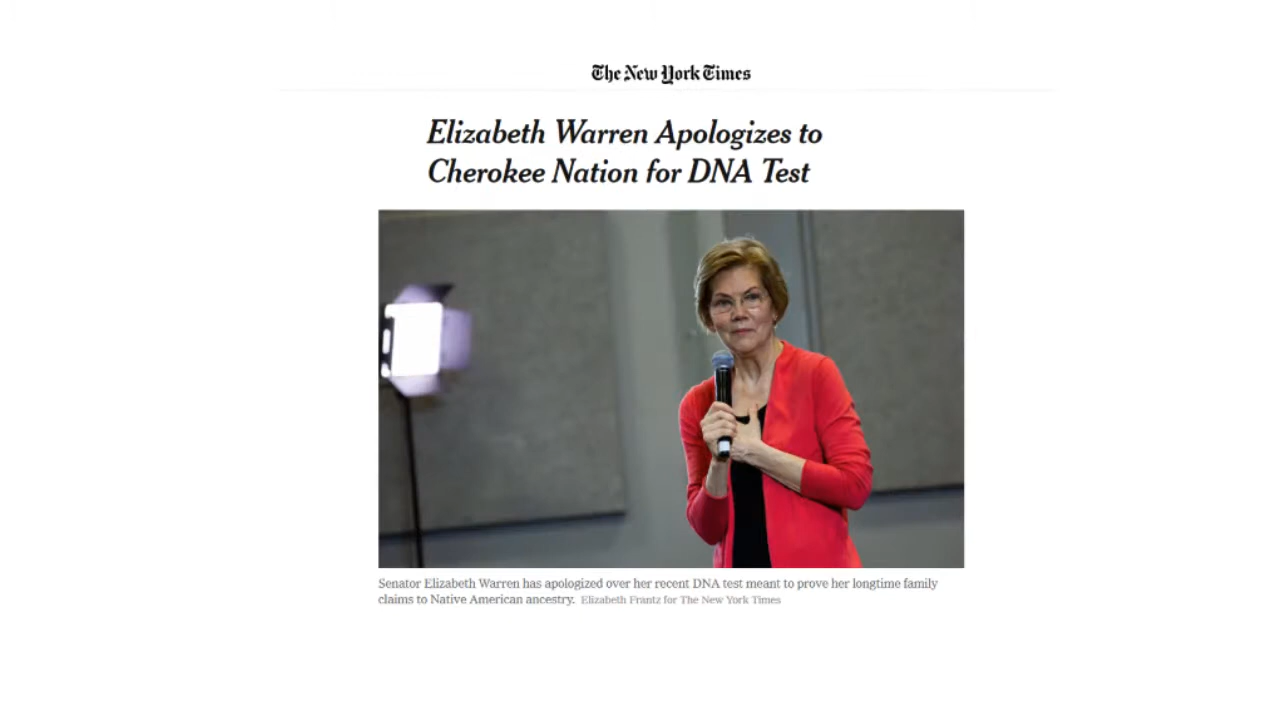 The New York Times
Elizabeth Warren Apologizes to
Cherokee Nation for DNA Test
Senator Elizabeth Warren has apologized over her recent DNA test meant to prove her longtime family
claims to Native American ancestry. Elizabeth Frantz for The New York Times